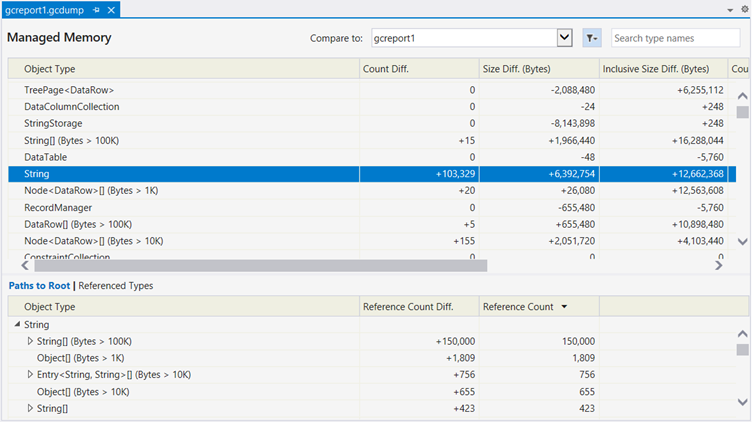 gcreport1.gcdump
Managed Memory Compare to: gcreport1 Search type names
Object Type Count Diff. Size Diff. (Bytes) Inclusive Size Diff. (Bytes) Cou
TreePage<DataRow> 0 -2,088,480 +6,255,112
DataColumnCollection 0 -24 +248
StringStorage 0 -8,143,898 +248
String[] (Bytes > 100K) +15 +1,966,440 +16,288,044
DataTable 0 -48 -5,760
String +103,329 +6,392,754 +12,662,368
Node<DataRow>[] (Bytes > 1K) +20 +26,080 +12,563,608
RecordManager 0 -655,480 -5,760
DataRow[] (Bytes > 100K) +5 +655,480 +10,898,480
Node<DataRow>[] (Bytes > 10K) +155 +2,051,720 +4,103,440
ConstraintCollection 0 0 0
Paths to Root | Referenced Types
Object Type Reference Count Diff. Reference Count
String
String[] (Bytes > 100K) +150,000 150,000
Object[] (Bytes > 1K) +1,809 1,809
Entry<String, String>[] (Bytes > 10K) +756 756
Object[] (Bytes > 10K) +655 655
String[] +423 423